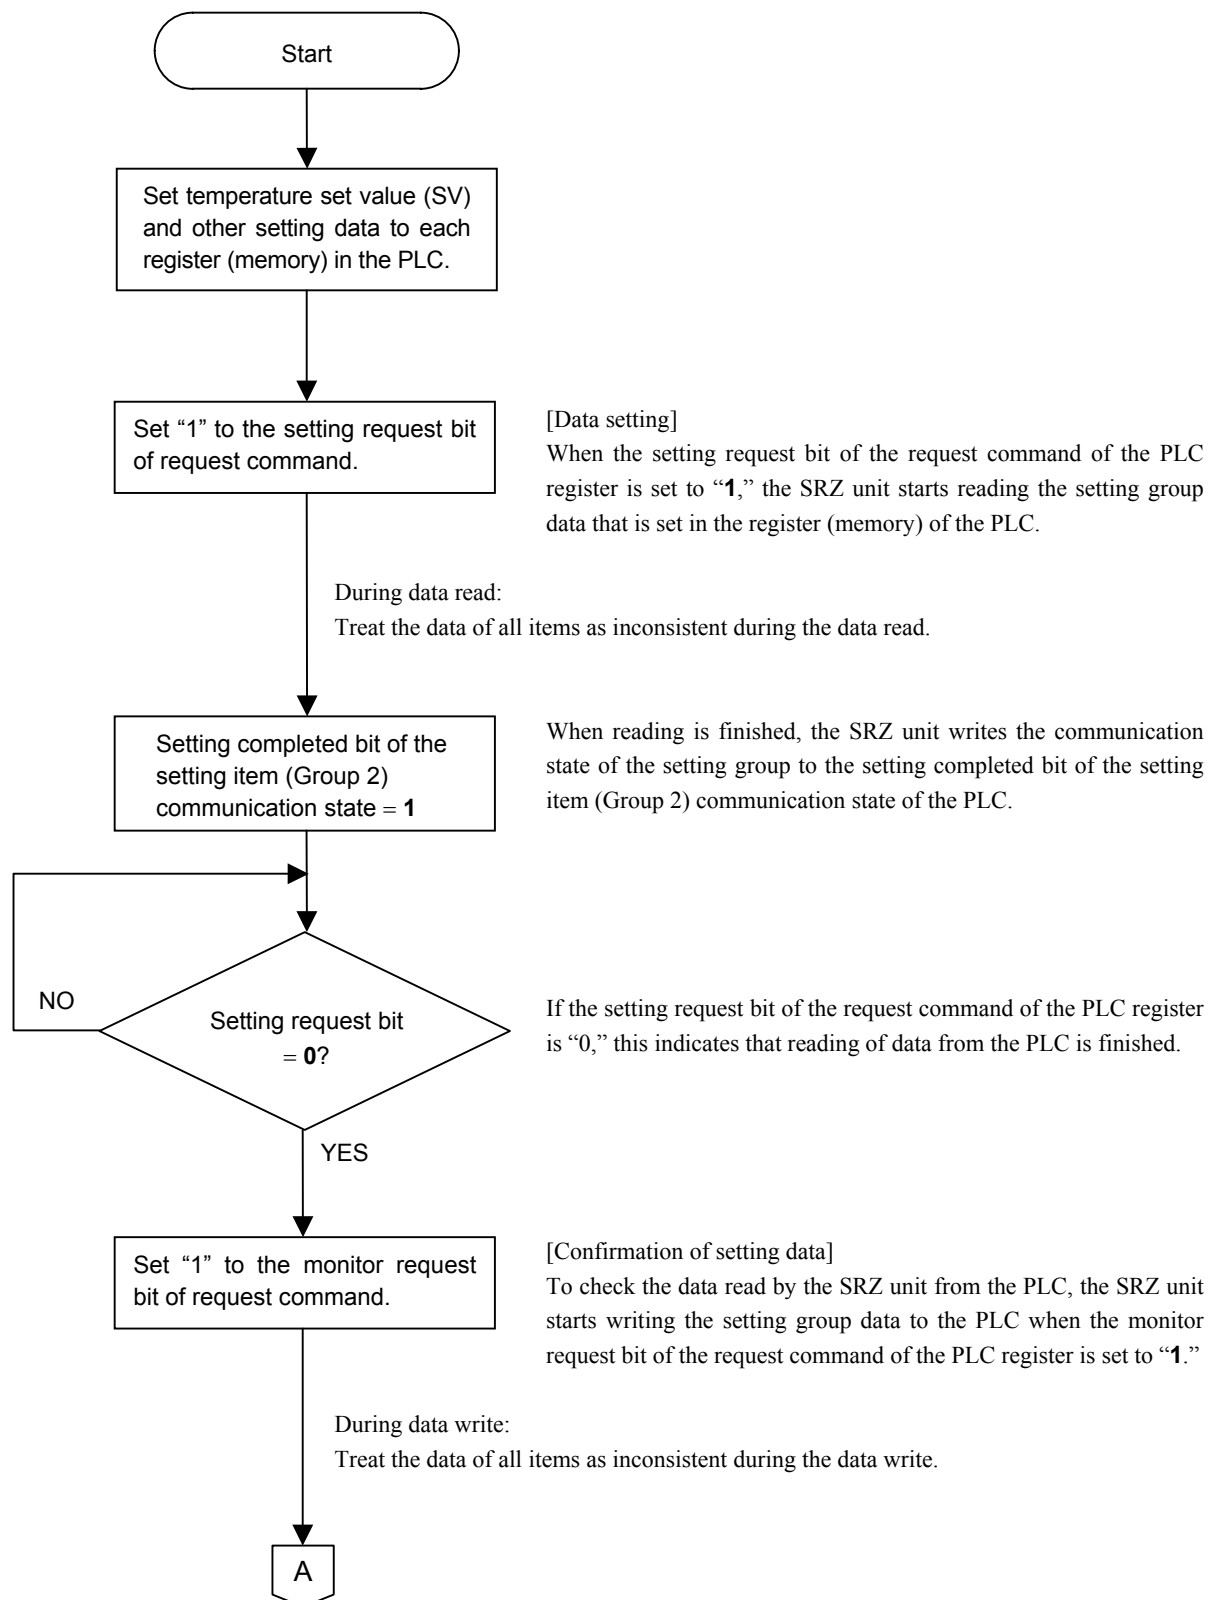 Start
Set temperature set value (SV)
and other setting data to each
register (memory) in the PLC.
Set “1” to the setting request bit
of request command.
[Data setting]
When the setting request bit of the request command of the PLC
register is set to “1,” the SRZ unit starts reading the setting group
data that is set in the register (memory) of the PLC.
During data read:
Treat the data of all items as inconsistent during the data read.
Setting completed bit of the
setting item (Group 2)
communication state = 1
When reading is finished, the SRZ unit writes the communication
state of the setting group to the setting completed bit of the setting
item (Group 2) communication state of the PLC.
NO
Setting request bit
= 0?
If the setting request bit of the request command of the PLC register
is “0,” this indicates that reading of data from the PLC is finished.
YES
Set “1” to the monitor request
bit of request command.
[Confirmation of setting data]
To check the data read by the SRZ unit from the PLC, the SRZ unit
starts writing the setting group data to the PLC when the monitor
request bit of the request command of the PLC register is set to “1.”
During data write:
Treat the data of all items as inconsistent during the data write.
A